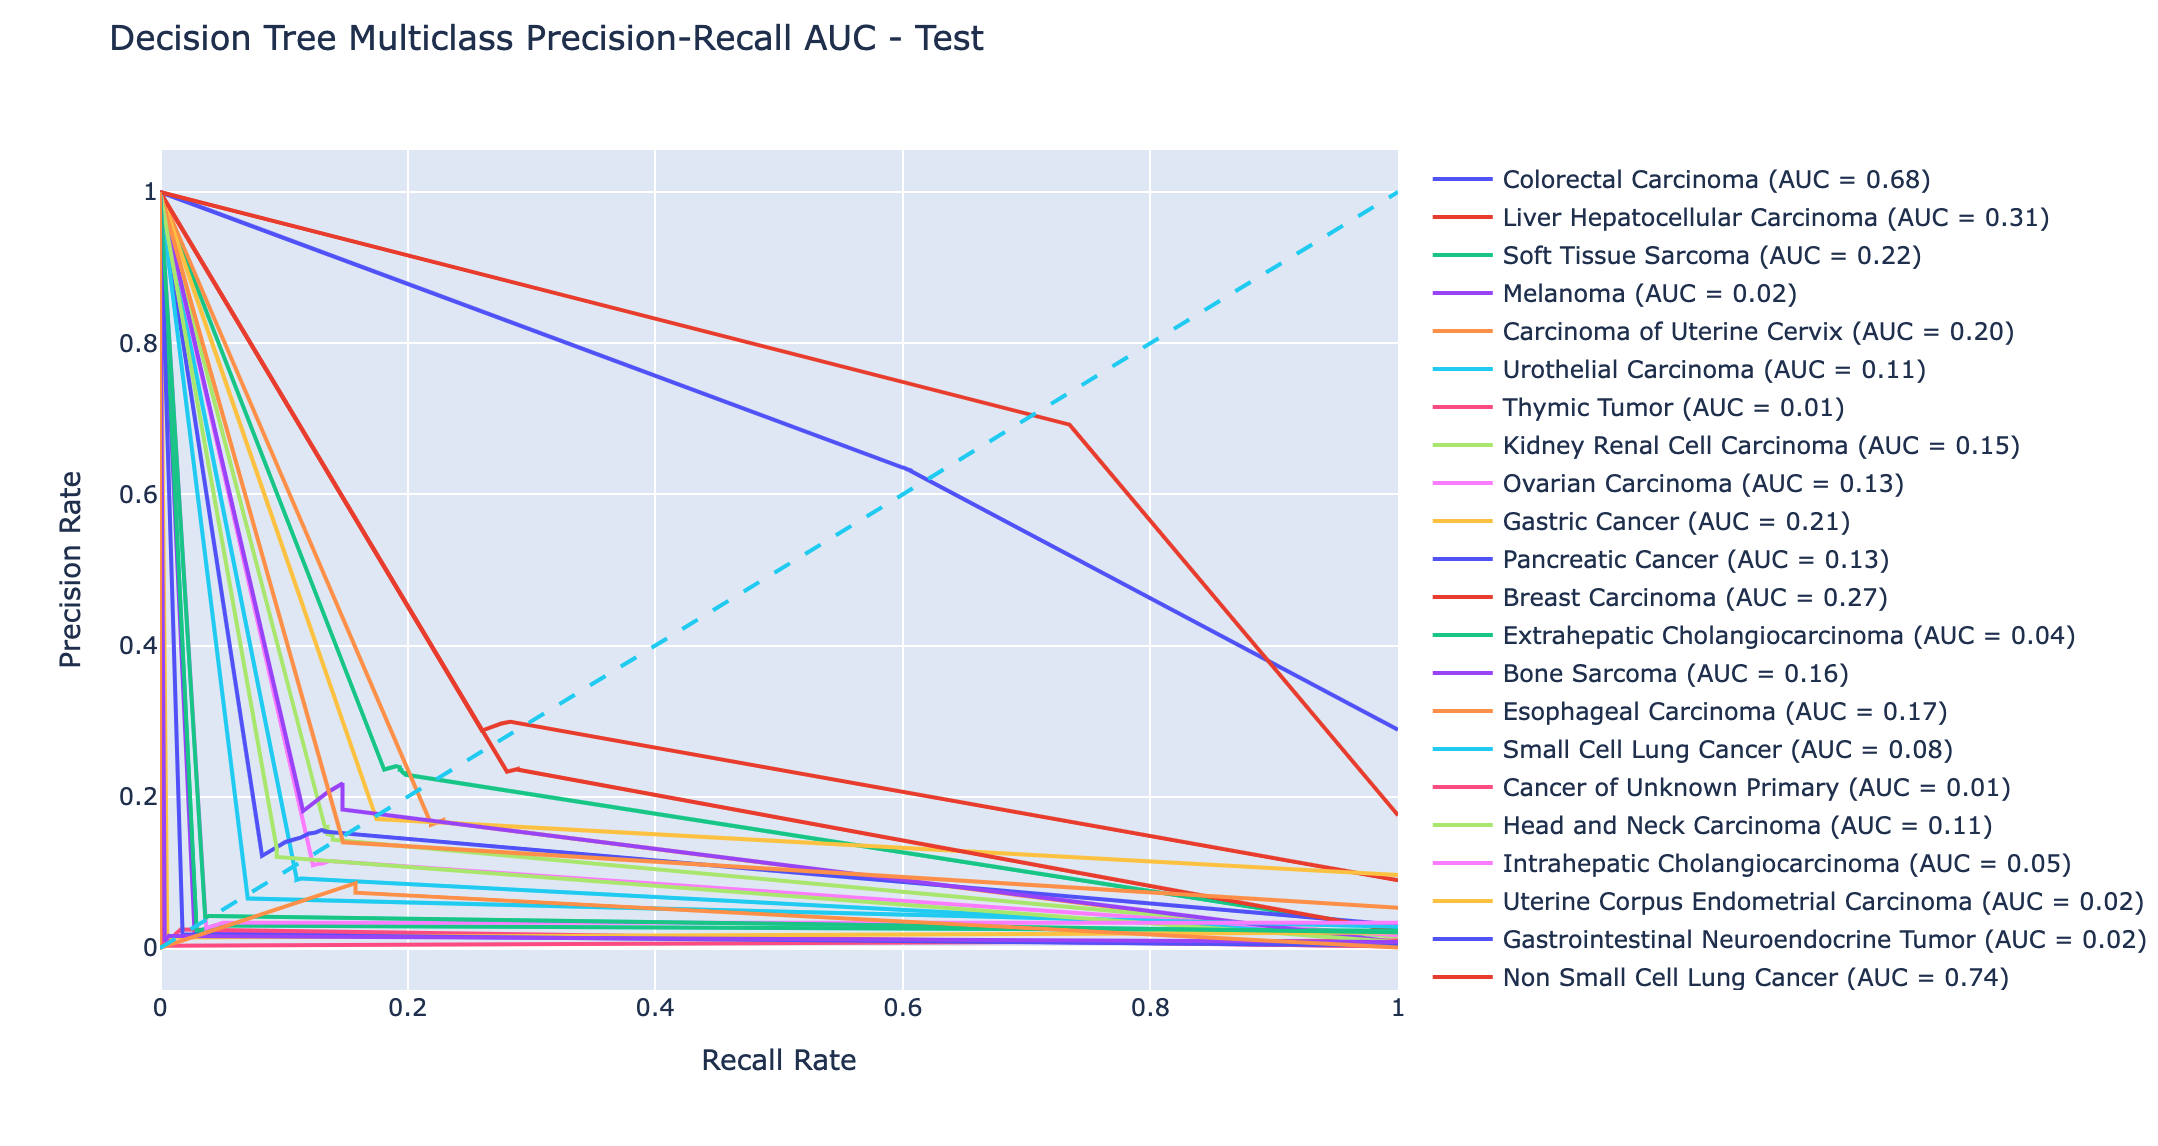 Decision Tree Multiclass Precision-Recall AUC - Test
Precision Rate
1
0.8
0.6
0.4
0.2
0
0 0.2 0.4 0.6 0.8 1
Recall Rate
Colorectal Carcinoma (AUC = 0.68)
Liver Hepatocellular Carcinoma (AUC = 0.31)
Soft Tissue Sarcoma (AUC = 0.22)
Melanoma (AUC = 0.02)
Carcinoma of Uterine Cervix (AUC = 0.20)
Urothelial Carcinoma (AUC = 0.11)
Thymic Tumor (AUC = 0.01)
Kidney Renal Cell Carcinoma (AUC = 0.15)
Ovarian Carcinoma (AUC = 0.13)
Gastric Cancer (AUC = 0.21)
Pancreatic Cancer (AUC = 0.13)
Breast Carcinoma (AUC = 0.27)
Extrahepatic Cholangiocarcinoma (AUC = 0.04)
Bone Sarcoma (AUC = 0.16)
Esophageal Carcinoma (AUC = 0.17)
Small Cell Lung Cancer (AUC = 0.08)
Cancer of Unknown Primary (AUC = 0.01)
Head and Neck Carcinoma (AUC = 0.11)
Intrahepatic Cholangiocarcinoma (AUC = 0.05)
Uterine Corpus Endometrial Carcinoma (AUC = 0.02)
Gastrointestinal Neuroendocrine Tumor (AUC = 0.02)
Non Small Cell Lung Cancer (AUC = 0.74)